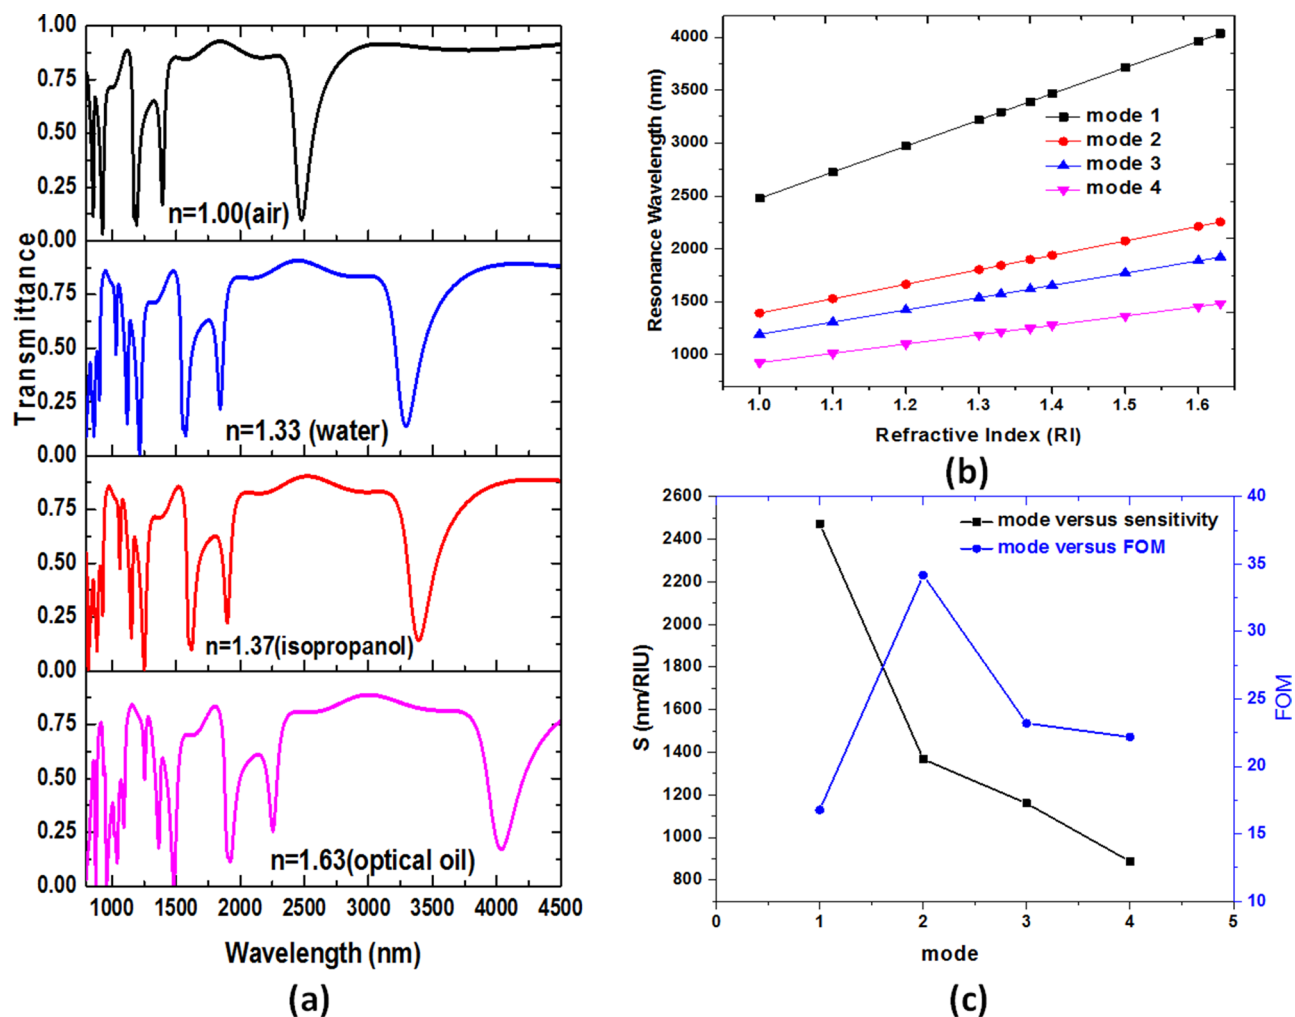 Transmittance
1.00
0.75
0.50
0.25
0.00
n=1.00(air)
0.75
0.50
0.25
0.00
n=1.33 (water)
0.75
0.50
0.25
0.00
n=1.37(isopropanol)
0.75
0.50
0.25
0.00
n=1.63(optical oil)
1000 1500 2000 2500 3000 3500 4000 4500
Wavelength (nm)
(a)
Resonance Wavelength (nm)
4000
3500
3000
2500
2000
1500
1000
mode 1
mode 2
mode 3
mode 4
1.0 1.1 1.2 1.3 1.4 1.5 1.6
Refractive Index (RI)
(b)
S (nm/RIU)
2600
2400
2200
2000
1800
1600
1400
1200
1000
800
mode versus sensitivity
mode versus FOM
40
35
30
25
20
15
10
FOM
0 1 2 3 4 5
mode
(c)